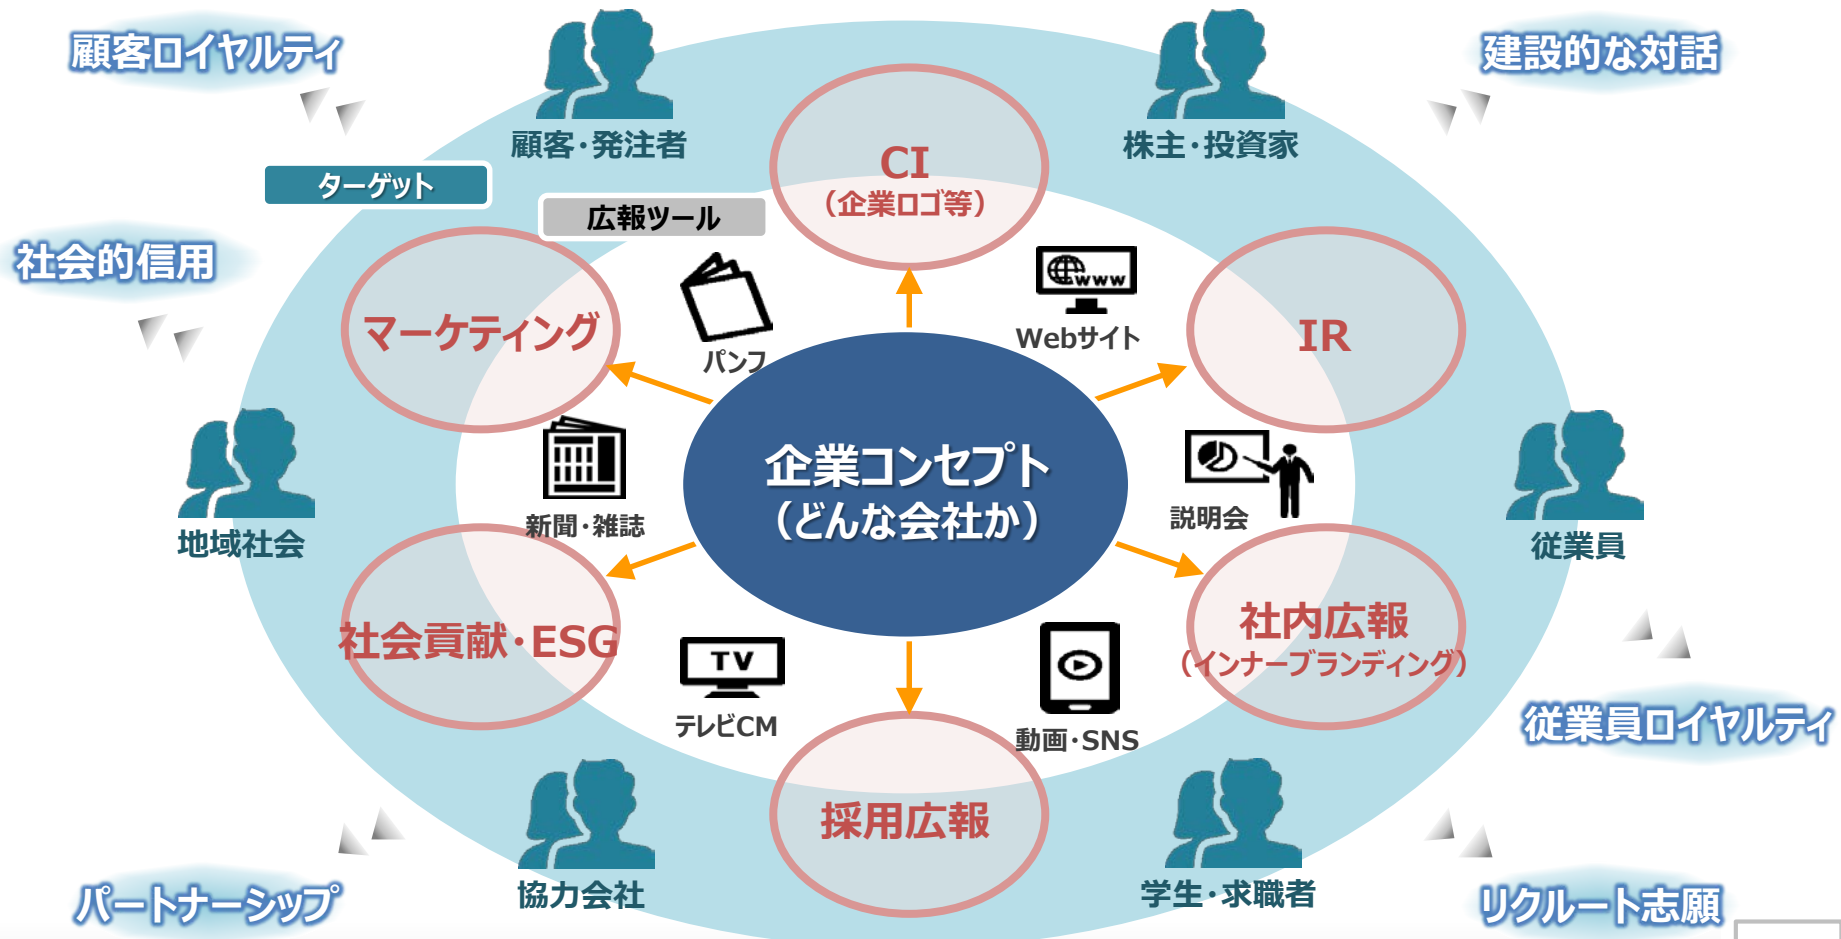 顧客ロイヤルティ
建設的な対話
顧客・発注者
株主・投資家
CI
（企業ロゴ等）
ターゲット
広報ツール
社会的信用
マーケティング
パンフ
WWW
Webサイト
IR
企業コンセプト
（どんな会社か）
新聞・雑誌
説明会
地域社会
従業員
社会貢献・ESG
社内広報
（インナーブランディング）
TV
テレビCM
動画・SNS
従業員ロイヤルティ
採用広報
協力会社
学生・求職者
パートナーシップ
リクルート志願